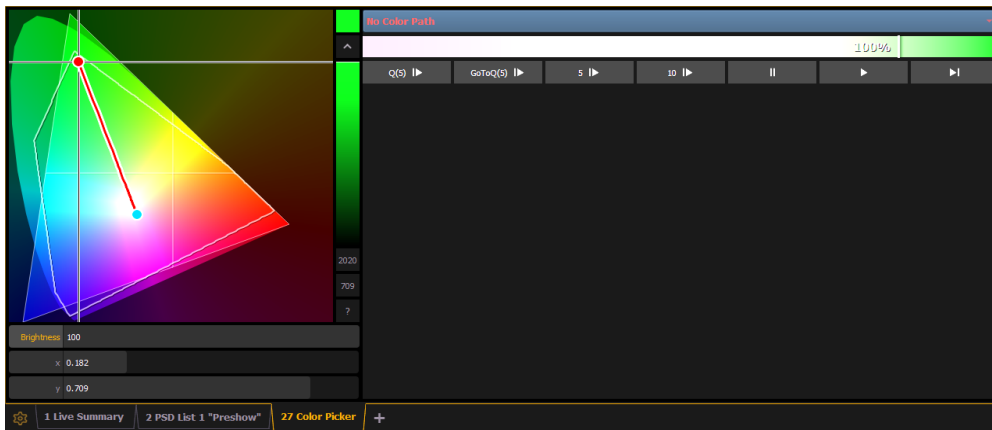 No Color Path
100%
Q(5) GoToQ(5) 5 10
2020
709
?
Brightness 100
x 0.182
y 0.709
1 Live Summary 2 PSD List 1 "Preshow" 27 Color Picker +